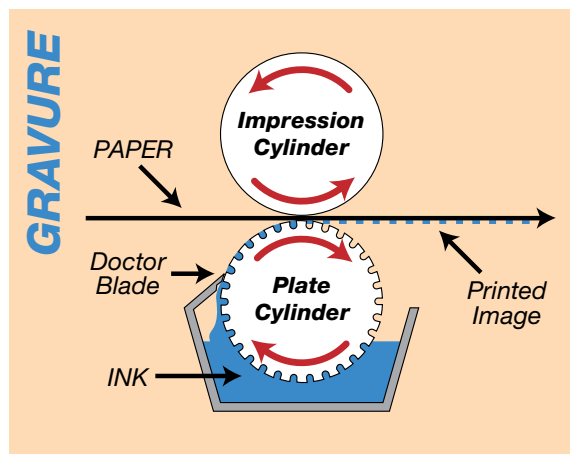 GRAVURE
Impression
Cylinder
PAPER
Doctor
Blade
Plate
Cylinder
Printed
Image
INK